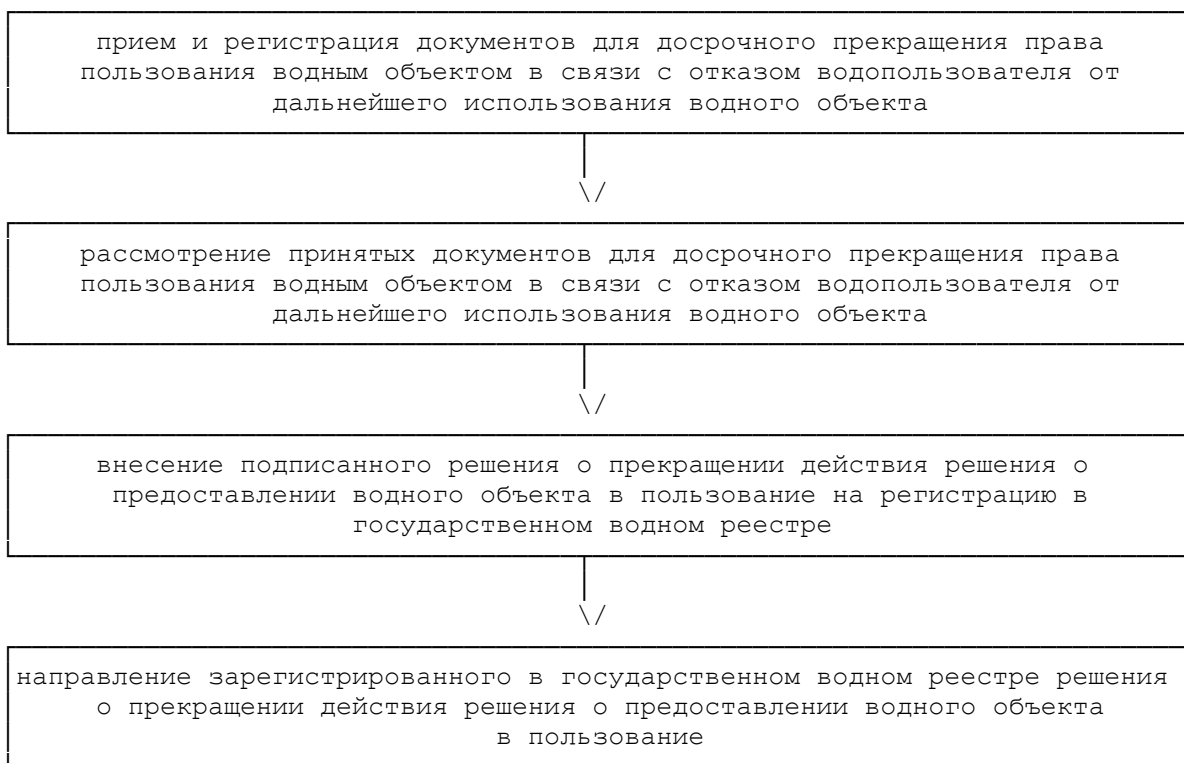 прием и регистрация документов для досрочного прекращения права
пользования водным объектом в связи с отказом водопользователя от
дальнейшего использования водного объекта
рассмотрение принятых документов для досрочного прекращения права
пользования водным объектом в связи с отказом водопользователя от
дальнейшего использования водного объекта
внесение подписанного решения о прекращении действия решения о
предоставлении водного объекта в пользование на регистрацию в
государственном водном реестре
направление зарегистрированного в государственном водном реестре решения
о прекращении действия решения о предоставлении водного объекта
в пользование